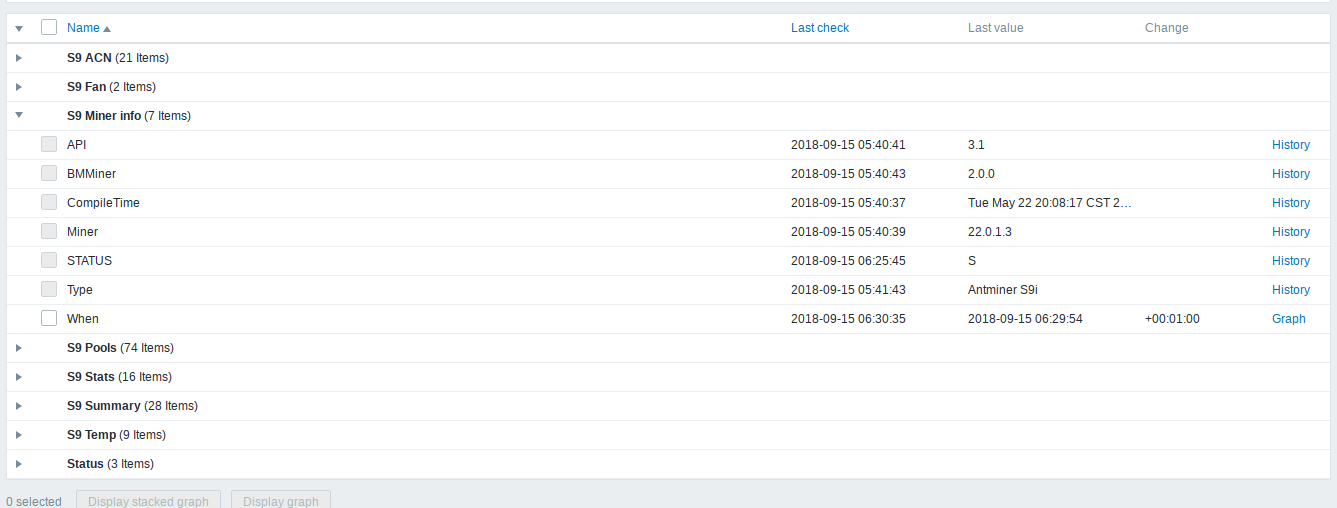 Name Last check Last value Change
S9 ACN (21 Items)
S9 Fan (2 Items)
S9 Miner info (7 Items)
API 2018-09-15 05:40:41 3.1 History
BMMiner 2018-09-15 05:40:43 2.0.0 History
CompileTime 2018-09-15 05:40:37 Tue May 22 20:08:17 CST 2… History
Miner 2018-09-15 05:40:39 22.0.1.3 History
STATUS 2018-09-15 06:25:45 S History
Type 2018-09-15 05:41:43 Antminer S9i History
When 2018-09-15 06:30:35 2018-09-15 06:29:54 +00:01:00 Graph
S9 Pools (74 Items)
S9 Stats (16 Items)
S9 Summary (28 Items)
S9 Temp (9 Items)
Status (3 Items)
0 selected Display stacked graph Display graph